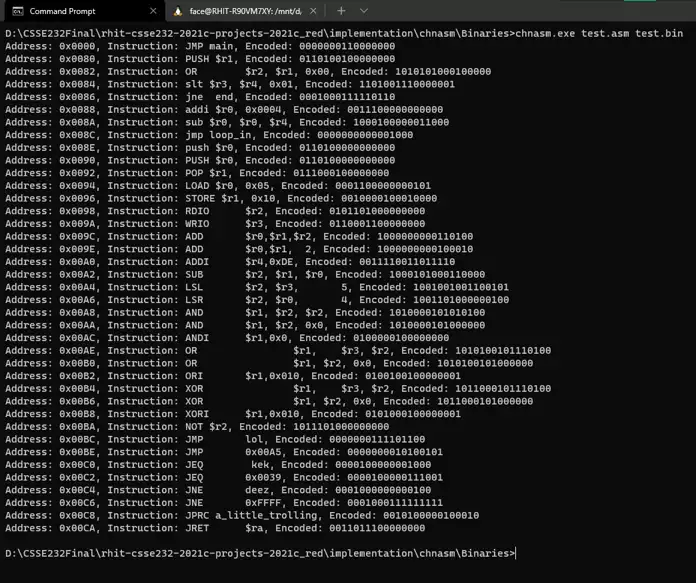 Command Prompt
face@RHIT-R90VM7XY: /mnt/d/
D:\CSSE232Final\rhit-csse232-2021c-projects-2021c_red\implementation\chnasm\Binaries>chnasm.exe test.asm test.bin
Address: 0x0000, Instruction: JMP main, Encoded: 0000000110000000
Address: 0x0080, Instruction: PUSH $r1, Encoded: 0110100100000000
Address: 0x0082, Instruction: OR $r2, $r1, 0x00, Encoded: 1010101000100000
Address: 0x0084, Instruction: slt $r3, $r4, 0x01, Encoded: 1101001110000001
Address: 0x0086, Instruction: jne end, Encoded: 0001000111110110
Address: 0x0088, Instruction: addi $r0, 0x0004, Encoded: 0011100000000000
Address: 0x008A, Instruction: sub $r0, $r0, $r4, Encoded: 1000100000011000
Address: 0x008C, Instruction: jmp loop_in, Encoded: 0000000000001000
Address: 0x008E, Instruction: push $r0, Encoded: 0110100000000000
Address: 0x0090, Instruction: PUSH $r0, Encoded: 0110100000000000
Address: 0x0092, Instruction: POP $r1, Encoded: 0111000100000000
Address: 0x0094, Instruction: LOAD $r0, 0x05, Encoded: 0001100000000101
Address: 0x0096, Instruction: STORE $r1, 0x10, Encoded: 0010000100010000
Address: 0x0098, Instruction: RDIO $r2, Encoded: 0101101000000000
Address: 0x009A, Instruction: WRIO $r3, Encoded: 0110001100000000
Address: 0x009C, Instruction: ADD $r0,$r1,$r2, Encoded: 1000000000110100
Address: 0x009E, Instruction: ADD $r0,$r1, 2, Encoded: 1000000000100010
Address: 0x00A0, Instruction: ADDI $r4,0xDE, Encoded: 0011110011011110
Address: 0x00A2, Instruction: SUB $r2, $r1, $r0, Encoded: 1000101000110000
Address: 0x00A4, Instruction: LSL $r2, $r3, 5, Encoded: 1001001001100101
Address: 0x00A6, Instruction: LSR $r2, $r0, 4, Encoded: 1001101000000100
Address: 0x00A8, Instruction: AND $r1, $r2, $r2, Encoded: 1010000101010100
Address: 0x00AA, Instruction: AND $r1, $r2, 0x0, Encoded: 1010000101000000
Address: 0x00AC, Instruction: ANDI $r1,0x0, Encoded: 0100000100000000
Address: 0x00AE, Instruction: OR $r1, $r3, $r2, Encoded: 1010100101110100
Address: 0x00B0, Instruction: OR $r1, $r2, 0x0, Encoded: 1010100101000000
Address: 0x00B2, Instruction: ORI $r1,0x010, Encoded: 0100100100000001
Address: 0x00B4, Instruction: XOR $r1, $r3, $r2, Encoded: 1011000101110100
Address: 0x00B6, Instruction: XOR $r1, $r2, 0x0, Encoded: 1011000101000000
Address: 0x00B8, Instruction: XORI $r1,0x010, Encoded: 0101000100000001
Address: 0x00BA, Instruction: NOT $r2, Encoded: 1011101000000000
Address: 0x00BC, Instruction: JMP lol, Encoded: 0000000111101100
Address: 0x00BE, Instruction: JMP 0x00A5, Encoded: 0000000010100101
Address: 0x00C0, Instruction: JEQ kek, Encoded: 0000100000001000
Address: 0x00C2, Instruction: JEQ 0x0039, Encoded: 0000100000111001
Address: 0x00C4, Instruction: JNE deez, Encoded: 0001000000000100
Address: 0x00C6, Instruction: JNE 0xFFFF, Encoded: 0001000111111111
Address: 0x00C8, Instruction: JPRC a_little_trolling, Encoded: 0010100000100010
Address: 0x00CA, Instruction: JRET $ra, Encoded: 0011011100000000
D:\CSSE232Final\rhit-csse232-2021c-projects-2021c_red\implementation\chnasm\Binaries>